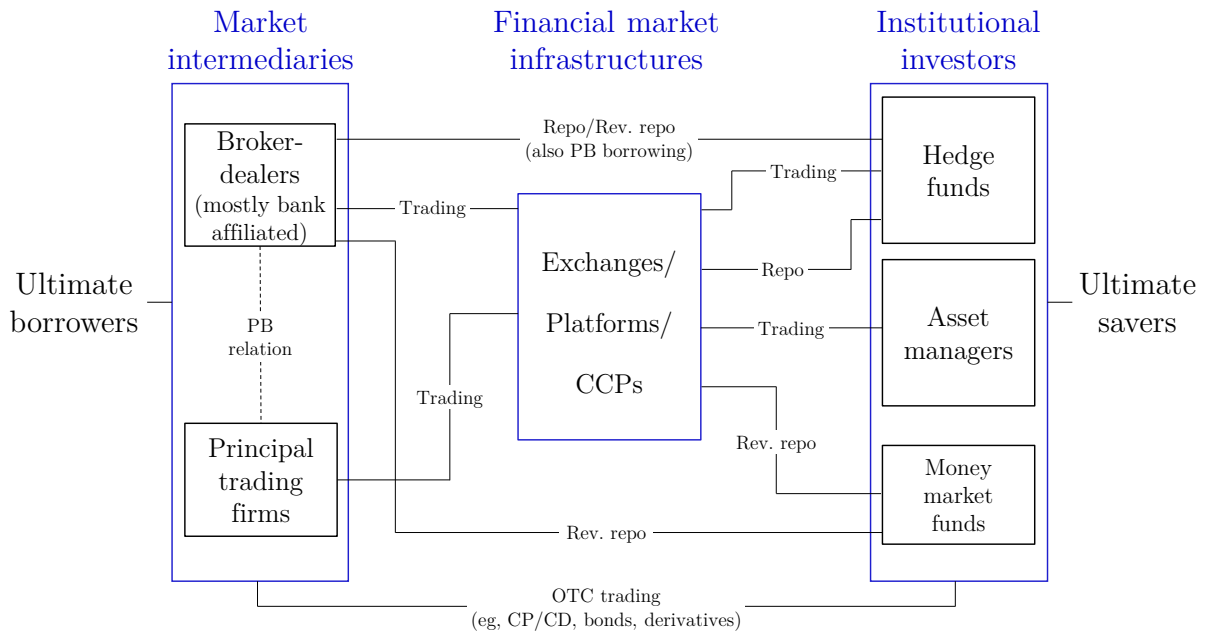 Market
intermediaries
Financial market
infrastructures
Institutional
investors
Broker-
dealers
(mostly bank
affiliated)
PB
relation
Principal
trading
firms
Ultimate
borrowers
Repo/Rev. repo
(also PB borrowing)
Trading
Trading
Exchanges/
Platforms/
CCPs
Trading
Repo
Trading
Rev. repo
Rev. repo
Hedge
funds
Asset
managers
Money
market
funds
Ultimate
savers
OTC trading
(eg, CP/CD, bonds, derivatives)